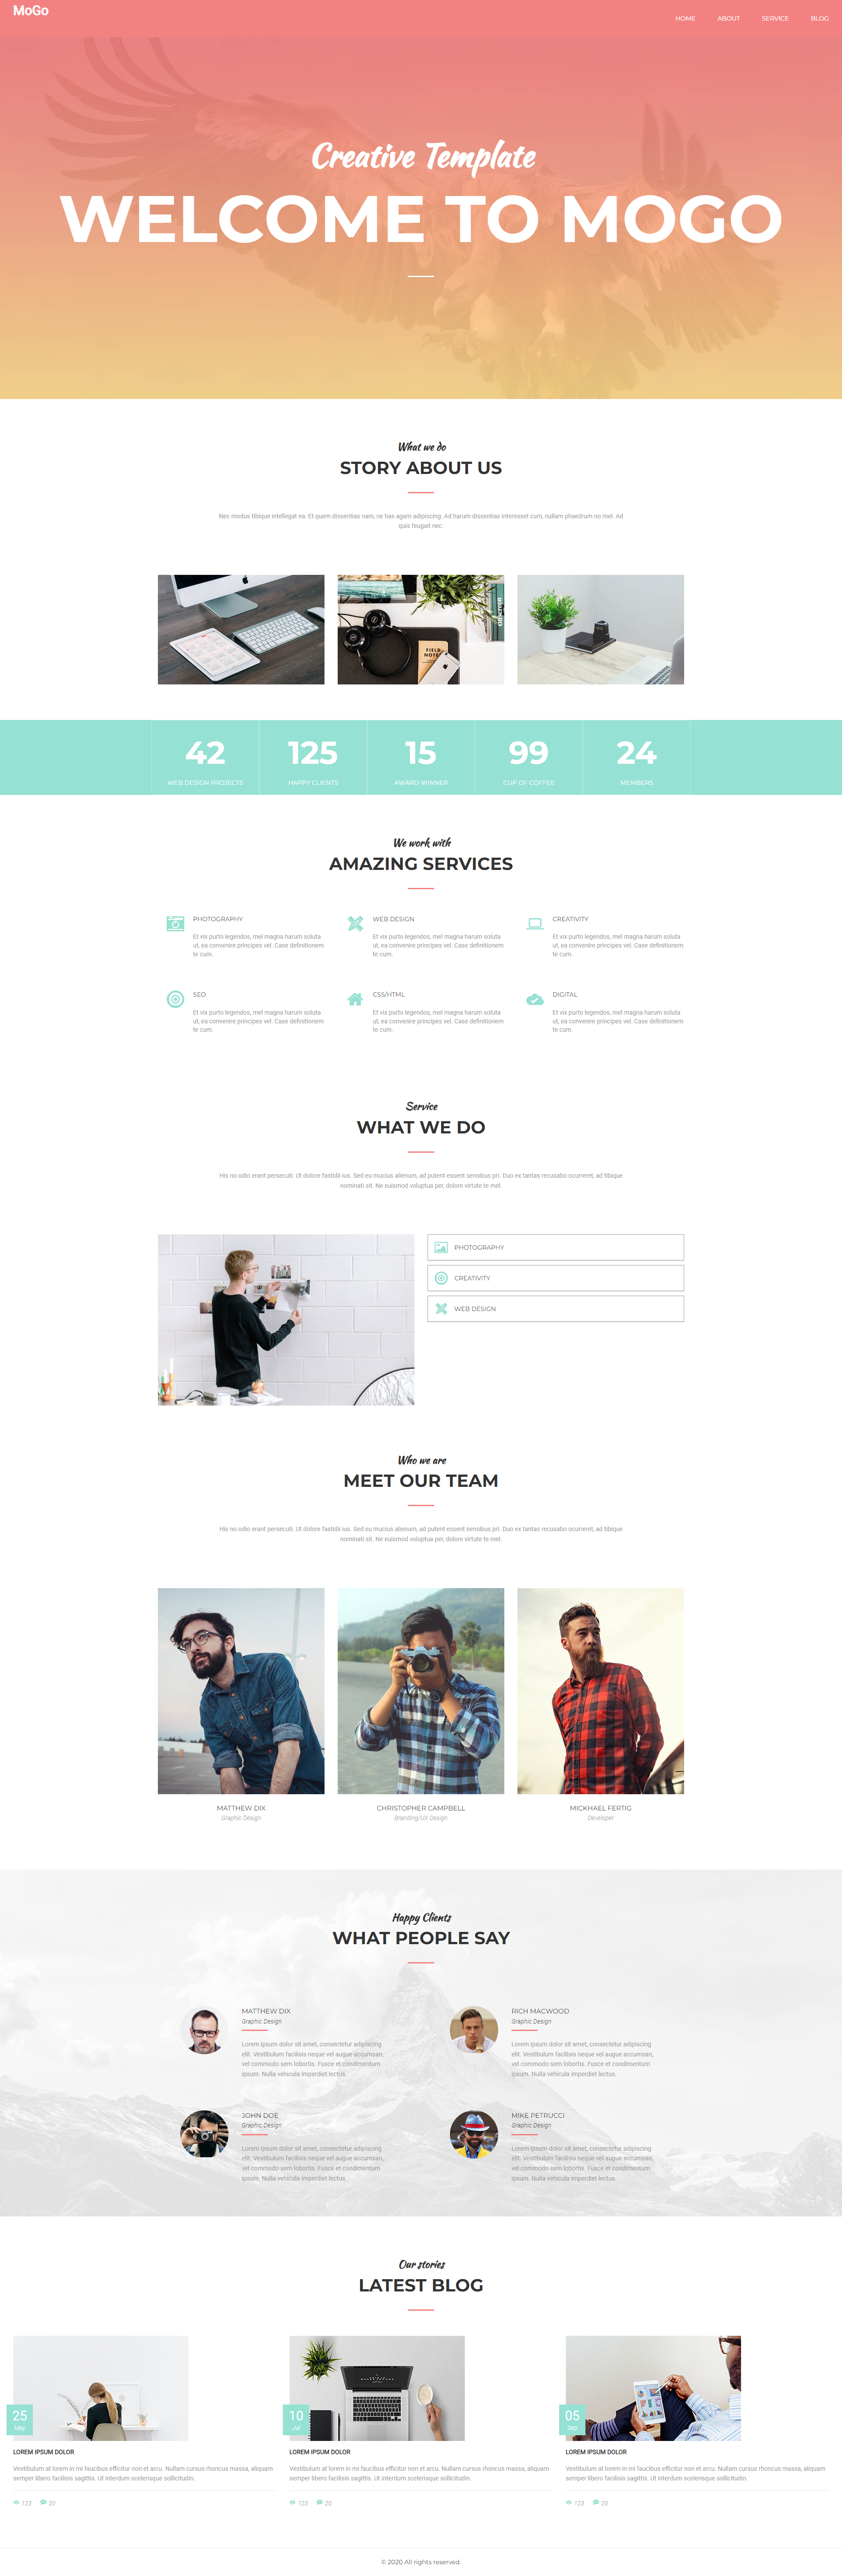 MoGo
HOME ABOUT SERVICE BLOG
Creative Template
WELCOME TO MOGO
What we do
STORY ABOUT US
Nec modus tibique intellegat ea. Et quem dissentias nam, ne has agam adipiscing. Ad harum dissentias interesset cum, nullam phaedrum no mel. Ad
quis feugait nec.
FIELD NOTES
42
WEB DESIGN PROJECTS
125
HAPPY CLIENTS
15
AWARD WINNER
99
CUP OF COFFEE
24
MEMBERS
We work with
AMAZING SERVICES
PHOTOGRAPHY
Et vix purto legendos, mel magna harum soluta
ut, ea convenire principes vel. Case definitionem
te cum.
WEB DESIGN
Et vix purto legendos, mel magna harum soluta
ut, ea convenire principes vel. Case definitionem
te cum.
CREATIVITY
Et vix purto legendos, mel magna harum soluta
ut, ea convenire principes vel. Case definitionem
te cum.
SEO
Et vix purto legendos, mel magna harum soluta
ut, ea convenire principes vel. Case definitionem
te cum.
CSS/HTML
Et vix purto legendos, mel magna harum soluta
ut, ea convenire principes vel. Case definitionem
te cum.
DIGITAL
Et vix purto legendos, mel magna harum soluta
ut, ea convenire principes vel. Case definitionem
te cum.
Service
WHAT WE DO
His no odio erant persecuti. Ut dolore fastidii ius. Sed eu mucius alienum, ad putent essent sensibus pri. Duo ex tantas recusabo ocurreret, ad tibique
nominati sit. Ne euismod voluptua per, dolore virtute te mel.
PHOTOGRAPHY
CREATIVITY
WEB DESIGN
Who we are
MEET OUR TEAM
His no odio erant persecuti. Ut dolore fastidii ius. Sed eu mucius alienum, ad putent essent sensibus pri. Duo ex tantas recusabo ocurreret, ad tibique
nominati sit. Ne euismod voluptua per, dolore virtute te mel.
MATTHEW DIX
Graphic Design
CHRISTOPHER CAMPBELL
Branding/UX Design
MICKHAEL FERTIG
Developer
Happy Clients
WHAT PEOPLE SAY
MATTHEW DIX
Graphic Design
Lorem ipsum dolor sit amet, consectetur adipiscing
elit. Vestibulum facilisis neque vel augue accumsan,
vel commodo sem lobortis. Fusce et condimentum
ipsum. Nulla vehicula imperdiet lectus.
RICH MACWOOD
Graphic Design
Lorem ipsum dolor sit amet, consectetur adipiscing
elit. Vestibulum facilisis neque vel augue accumsan,
vel commodo sem lobortis. Fusce et condimentum
ipsum. Nulla vehicula imperdiet lectus.
JOHN DOE
Graphic Design
Lorem ipsum dolor sit amet, consectetur adipiscing
elit. Vestibulum facilisis neque vel augue accumsan,
vel commodo sem lobortis. Fusce et condimentum
ipsum. Nulla vehicula imperdiet lectus.
MIKE PETRUCCI
Graphic Design
Lorem ipsum dolor sit amet, consectetur adipiscing
elit. Vestibulum facilisis neque vel augue accumsan,
vel commodo sem lobortis. Fusce et condimentum
ipsum. Nulla vehicula imperdiet lectus.
Our stories
LATEST BLOG
25
May
LOREM IPSUM DOLOR
Vestibulum at lorem in mi faucibus efficitur non et arcu. Nullam cursus rhoncus massa, aliquam
semper libero facilisis sagittis. Ut interdum scelerisque sollicitudin.
123 20
10
Jul
LOREM IPSUM DOLOR
Vestibulum at lorem in mi faucibus efficitur non et arcu. Nullam cursus rhoncus massa, aliquam
semper libero facilisis sagittis. Ut interdum scelerisque sollicitudin.
123 20
05
Sep
LOREM IPSUM DOLOR
Vestibulum at lorem in mi faucibus efficitur non et arcu. Nullam cursus rhoncus massa, aliquam
semper libero facilisis sagittis. Ut interdum scelerisque sollicitudin.
123 20
© 2020 All rights reserved.